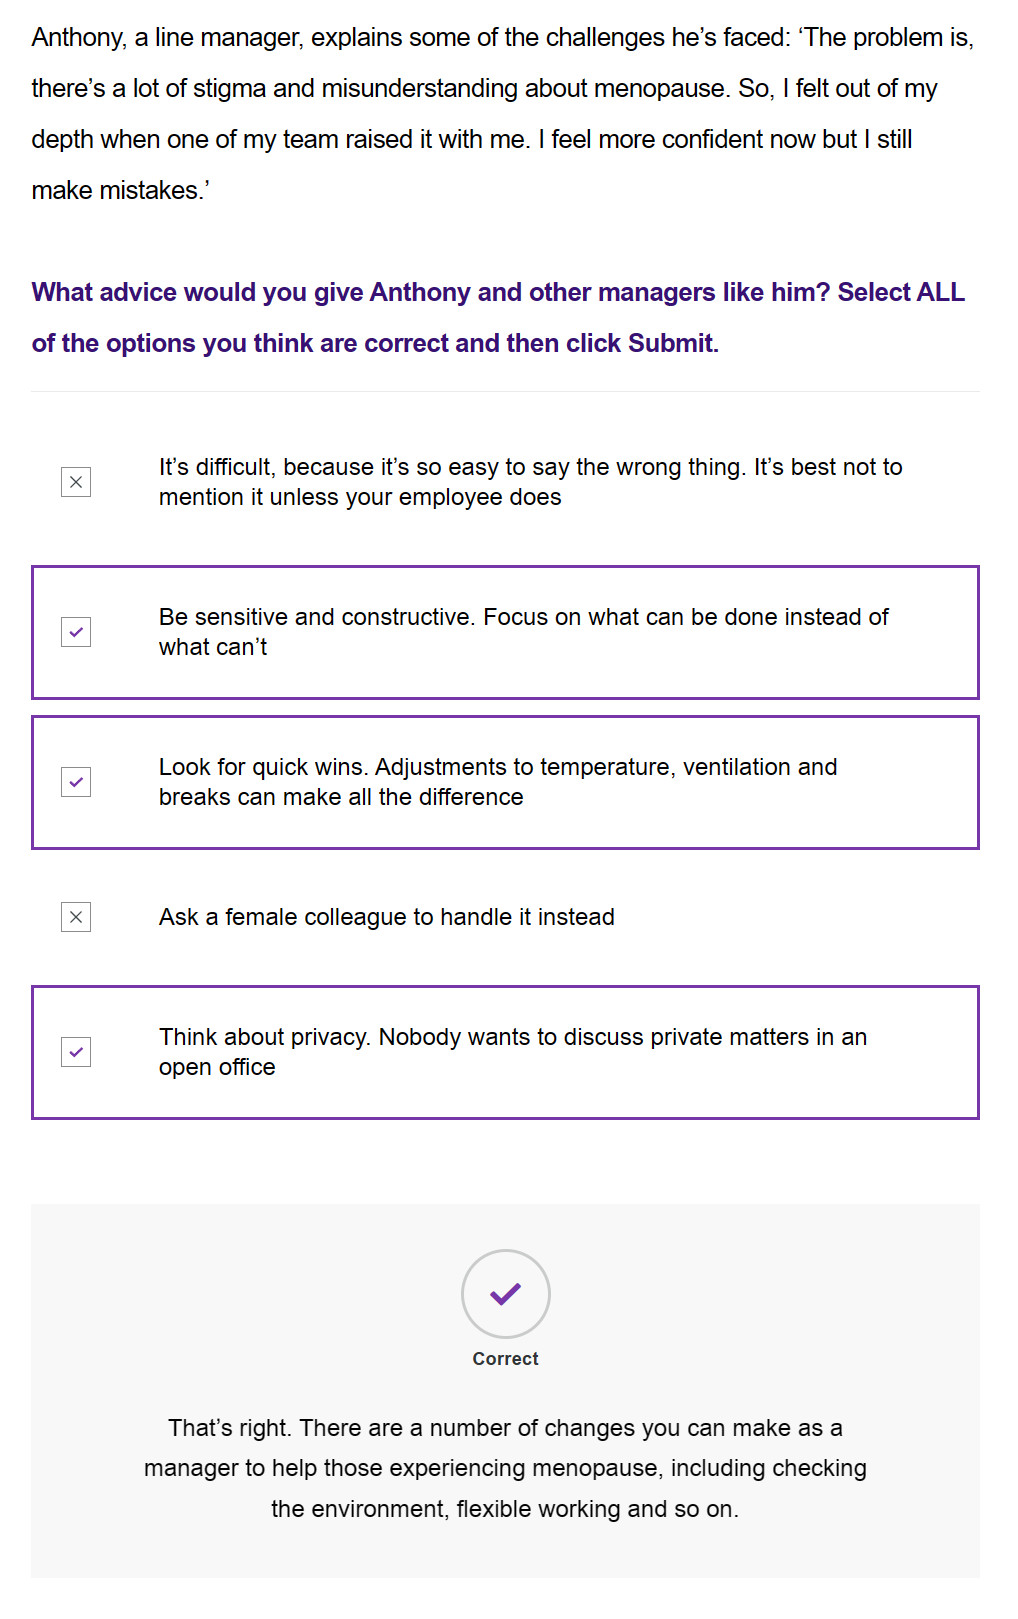 Anthony, a line manager, explains some of the challenges he’s faced: ‘The problem is,
there’s a lot of stigma and misunderstanding about menopause. So, I felt out of my
depth when one of my team raised it with me. I feel more confident now but I still
make mistakes.’
What advice would you give Anthony and other managers like him? Select ALL
of the options you think are correct and then click Submit.
It’s difficult, because it’s so easy to say the wrong thing. It’s best not to
mention it unless your employee does
Be sensitive and constructive. Focus on what can be done instead of
what can’t
Look for quick wins. Adjustments to temperature, ventilation and
breaks can make all the difference
Ask a female colleague to handle it instead
Think about privacy. Nobody wants to discuss private matters in an
open office
Correct
That’s right. There are a number of changes you can make as a
manager to help those experiencing menopause, including checking
the environment, flexible working and so on.